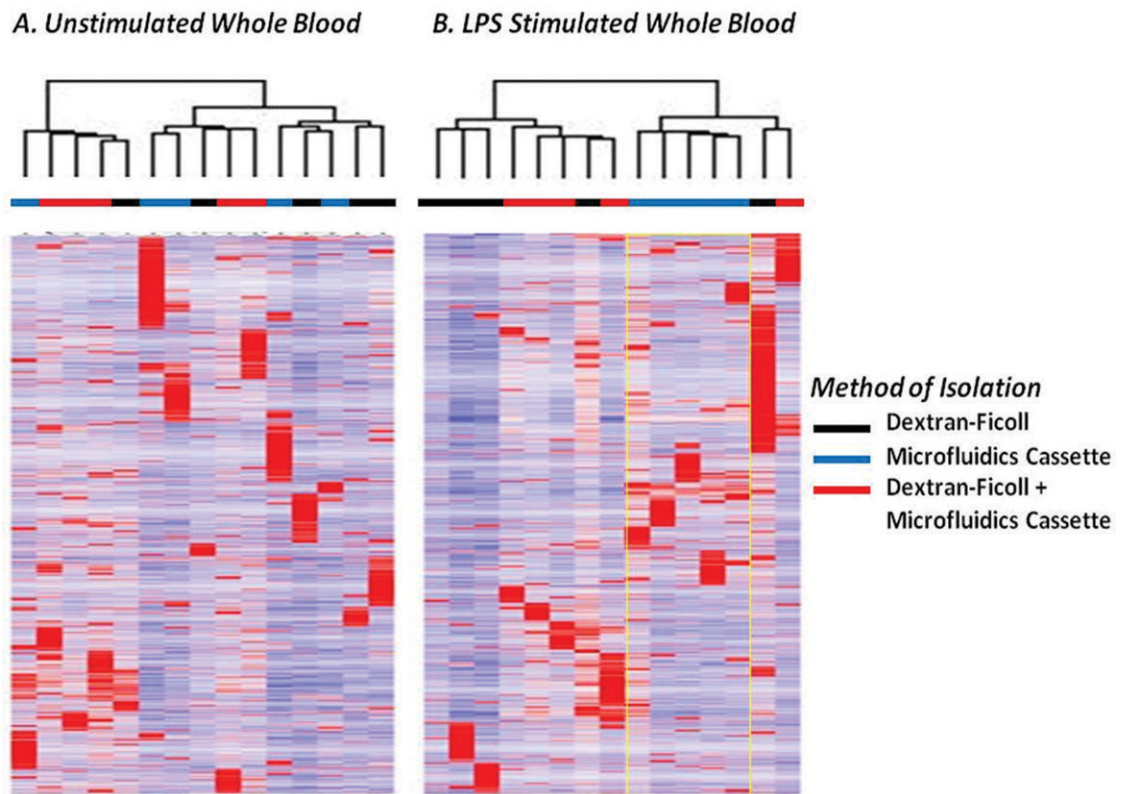 A. Unstimulated Whole Blood
B. LPS Stimulated Whole Blood
Method of Isolation
Dextran-Ficoll
Microfluidics Cassette
Dextran-Ficoll +
Microfluidics Cassette